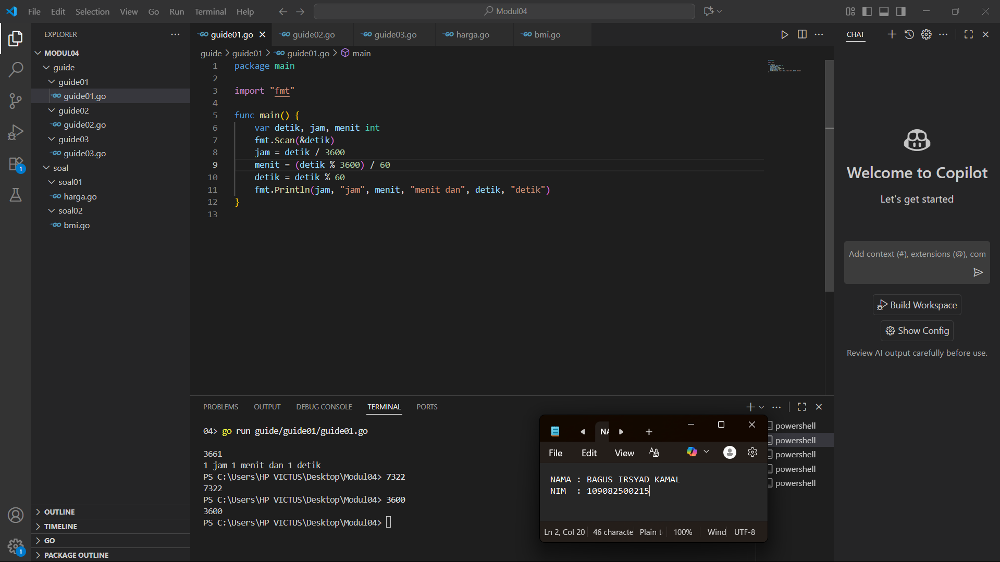 File Edit Selection View Go Run Terminal Help
Modul04
EXPLORER
MODUL04
guide
guide01
guide01.go
guide02
guide02.go
guide03
guide03.go
soal
soal01
harga.go
soal02
bmi.go
OUTLINE
TIMELINE
GO
PACKAGE OUTLINE
1
1
guide01.go guide02.go guide03.go harga.go bmi.go
guide > guide01 > guide01.go > main
1 package main
2
3 import "fmt"
4
5 func main() {
6 var detik, jam, menit int
7 fmt.Scan(&detik)
8 jam = detik / 3600
9 menit = (detik % 3600) / 60
10 detik = detik % 60
11 fmt.Println(jam, "jam", menit, "menit dan", detik, "detik")
12 }
13
PROBLEMS OUTPUT DEBUG CONSOLE TERMINAL PORTS
04> go run guide/guide01/guide01.go
3661
1 jam 1 menit dan 1 detik
PS C:\Users\HP VICTUS\Desktop\Modul04> 7322
7322
PS C:\Users\HP VICTUS\Desktop\Modul04> 3600
3600
PS C:\Users\HP VICTUS\Desktop\Modul04>
powershell
powershell
powershell
powershell
powershell
File Edit View
NAMA : BAGUS IRSYAD KAMAL
NIM : 109082500215
Ln 2, Col 20 46 characte Plain t 100% Wind UTF-8
CHAT
Welcome to Copilot
Let's get started
Add context (#), extensions (@), com
Build Workspace
Show Config
Review AI output carefully before use.